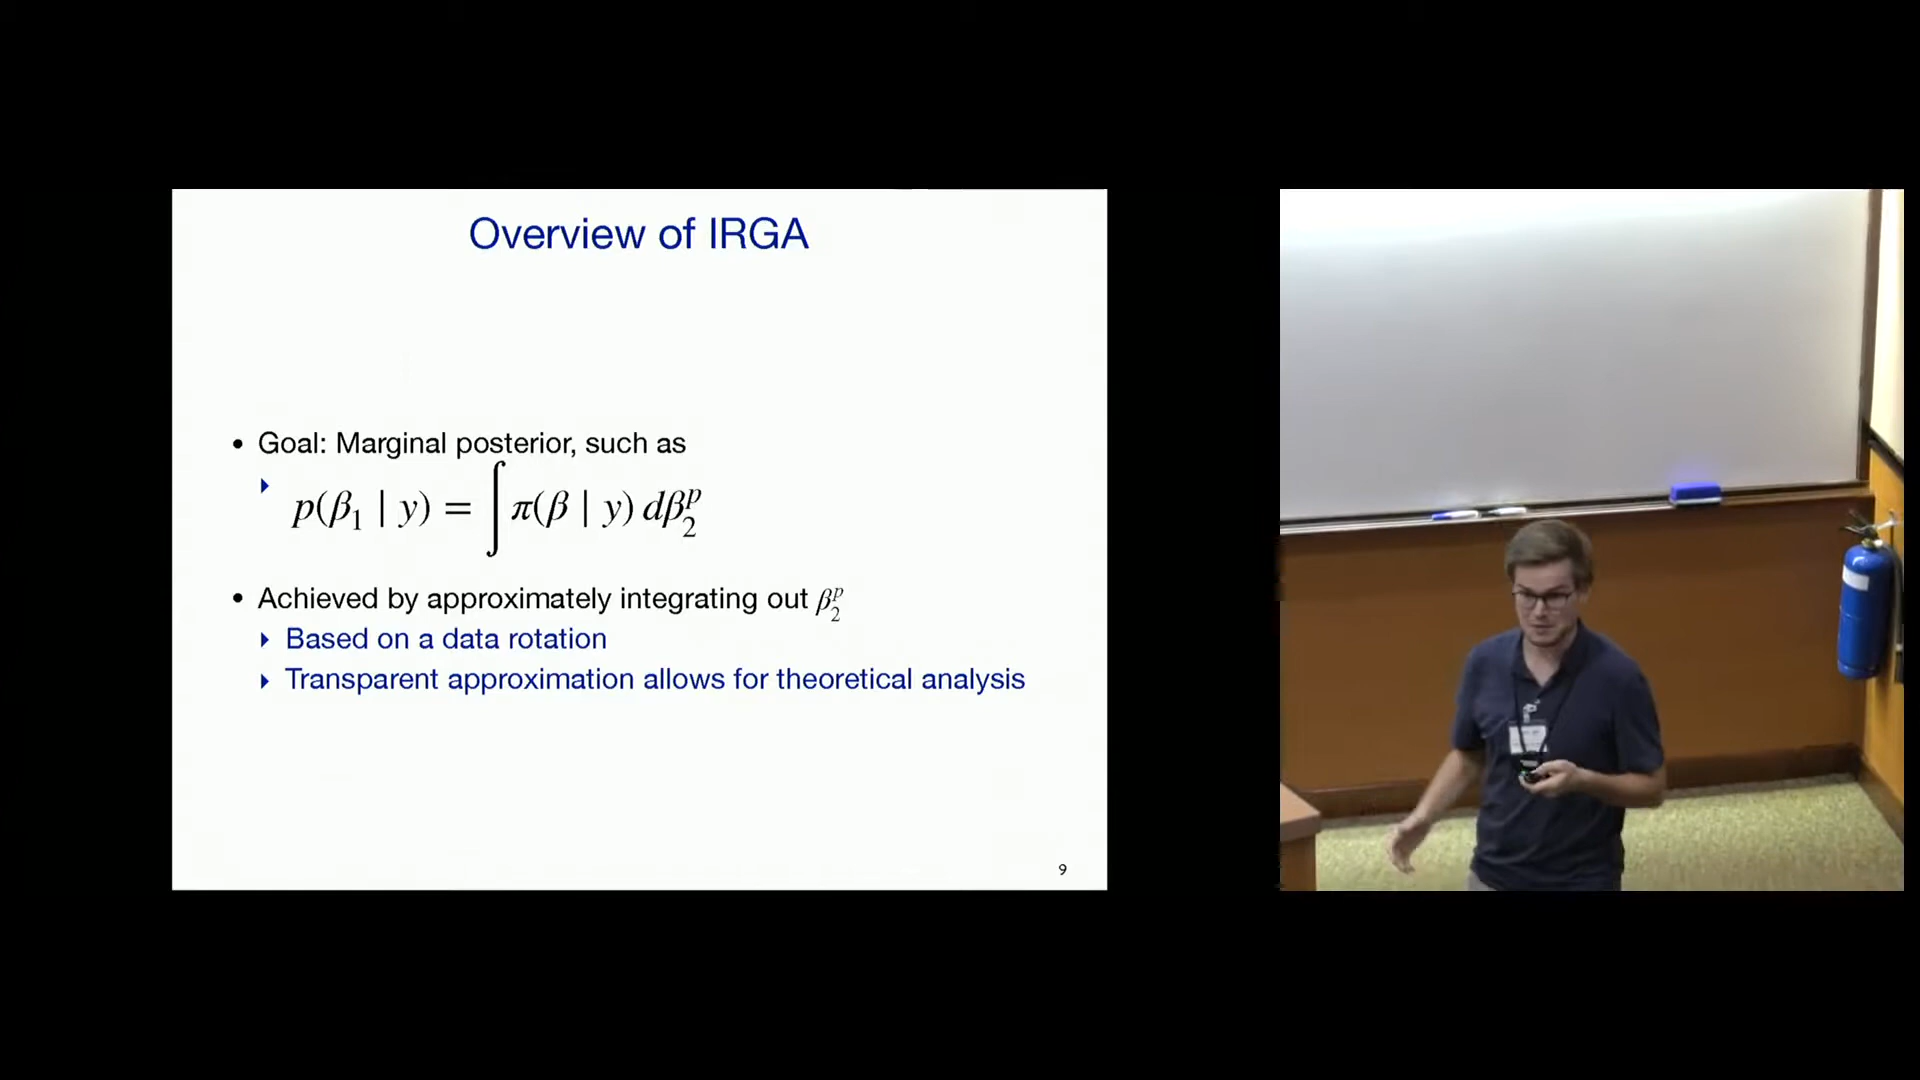 Overview of IRGA
• Goal: Marginal posterior, such as
p(β₁ | y) = ∫ π(β | y) dβ₂ᵖ
• Achieved by approximately integrating out β₂ᵖ
Based on a data rotation
Transparent approximation allows for theoretical analysis
9